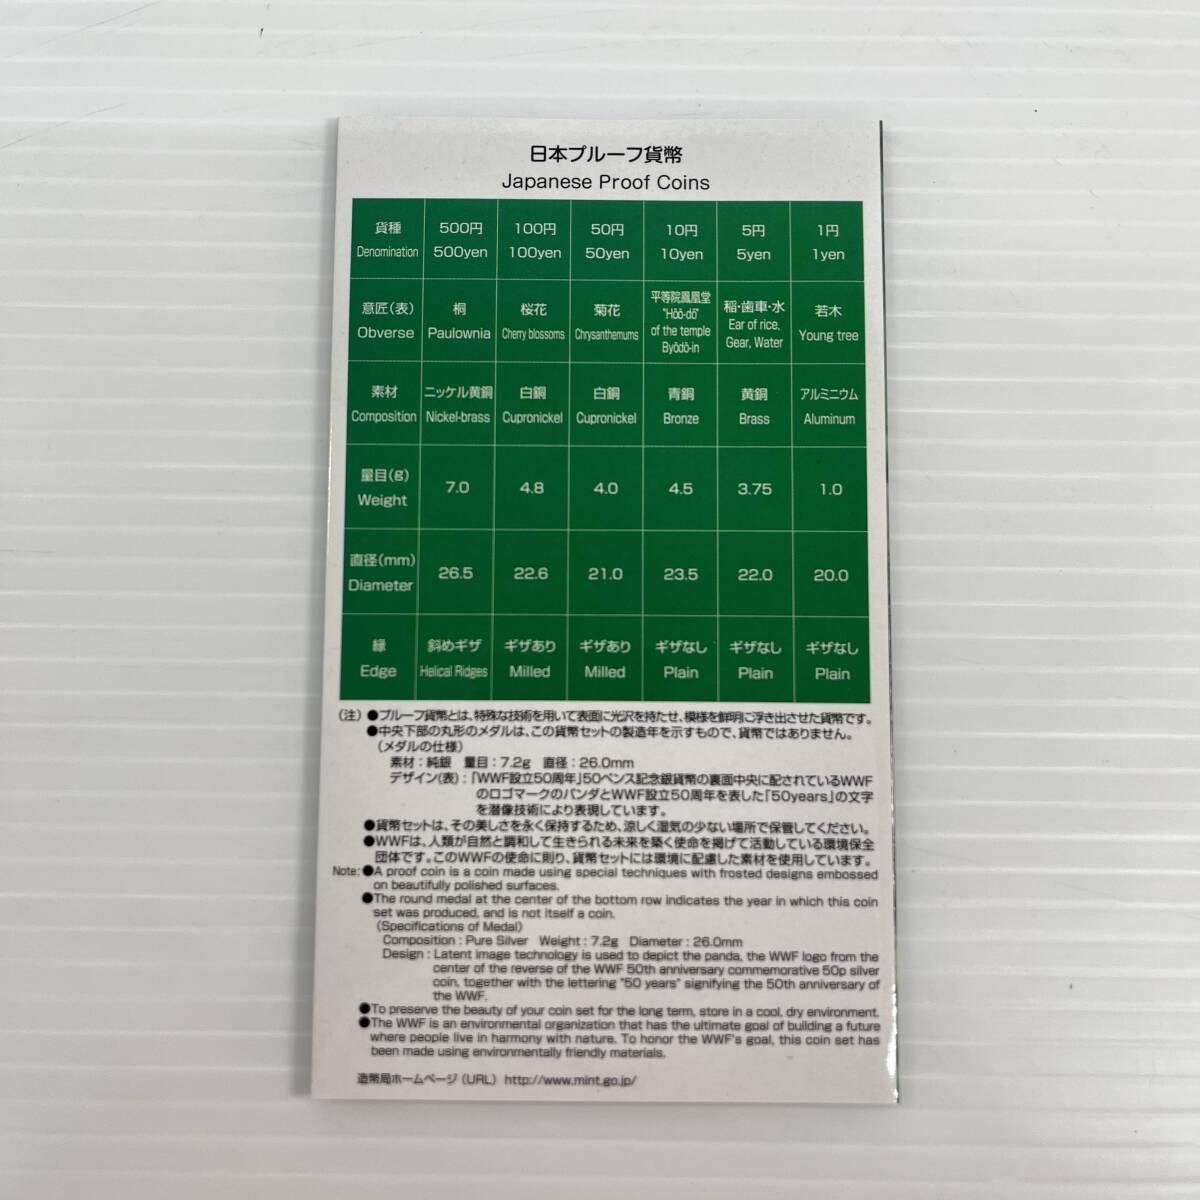 日本プルーフ貨幣
Japanese Proof Coins
貨種 500円 100円 50円 10円 5円 1円
Denomination 500yen 100yen 50yen 10yen 5yen 1yen
意匠(表) 桐 桜花 菊花 平等院鳳凰堂 稲・歯車・水 若木
Obverse Paulownia Cherry blossoms Chrysanthemums "Hôô-dô" of the temple Byôdô-in Ear of rice, Gear, Water Young tree
素材 ニッケル黄銅 白銅 白銅 青銅 黄銅 アルミニウム
Composition Nickel-brass Cupronickel Cupronickel Bronze Brass Aluminum
量目(g) Weight 7.0 4.8 4.0 4.5 3.75 1.0
直径(mm) Diameter 26.5 22.6 21.0 23.5 22.0 20.0
縁 斜めギザ ギザあり ギザあり ギザなし ギザなし ギザなし
Edge Helical Ridges Milled Milled Plain Plain Plain
(注) ●プルーフ貨幣とは、特殊な技術を用いて表面に光沢を持たせ、模様を鮮明に浮き出させた貨幣です。
●中央下部の丸形のメダルは、この貨幣セットの製造年を示すもので、貨幣ではありません。
(メダルの仕様)
素材:純銀 量目:7.2g 直径:26.0mm
デザイン(表):「WWF設立50周年」50ペンス記念銀貨幣の裏面中央に配されているWWF
のロゴマークのパンダとWWF設立50周年を表した「50years」の文字
を潜像技術により表現しています。
●貨幣セットは、その美しさを永く保持するため、涼しく湿気の少ない場所で保管してください。
●WWFは、人類が自然と調和して生きられる未来を築く使命を掲げて活動している環境保全
団体です。このWWFの使命に則り、貨幣セットには環境に配慮した素材を使用しています。
Note: ●A proof coin is a coin made using special techniques with frosted designs embossed
on beautifully polished surfaces.
●The round medal at the center of the bottom row indicates the year in which this coin
set was produced, and is not itself a coin.
(Specifications of Medal)
Composition : Pure Silver Weight : 7.2g Diameter : 26.0mm
Design : Latent image technology is used to depict the panda, the WWF logo from the
center of the reverse of the WWF 50th anniversary commemorative 50p silver
coin, together with the lettering "50 years" signifying the 50th anniversary of
the WWF.
●To preserve the beauty of your coin set for the long term, store in a cool, dry environment.
●The WWF is an environmental organization that has the ultimate goal of building a future
where people live in harmony with nature. To honor the WWF's goal, this coin set has
been made using environmentally friendly materials.
造幣局ホームページ(URL) http://www.mint.go.jp/